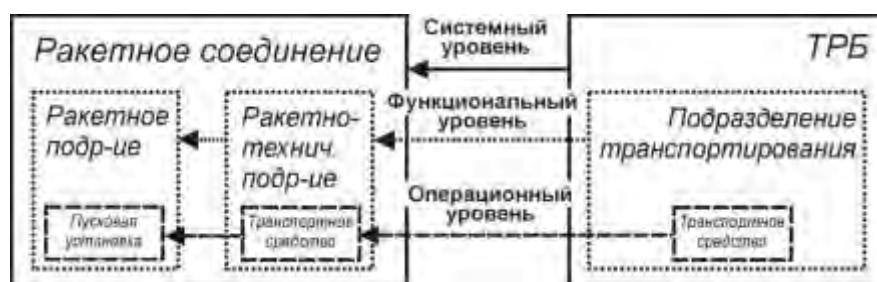 Ракетное соединение
Системный
уровень
ТРБ
Ракетное
подр-ие
Ракетно-
технич.
подр-ие
Функциональный
уровень
Подразделение
транспортирования
Пусковая
установка
Транспортное
средство
Операционный
уровень
Транспортное
средство